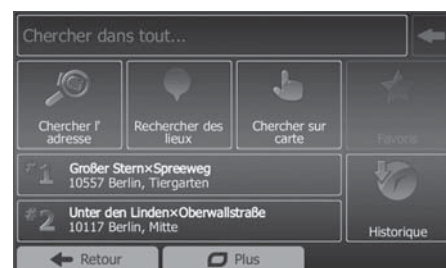 Chercher dans tout...
Chercher l'
adresse
Rechercher des
lieux
Chercher sur
carte
Favoris
#1 Großer Stern×Spreeweg
10557 Berlin, Tiergarten
#2 Unter den Linden×Oberwallstraße
10117 Berlin, Mitte
Historique
Retour
Plus